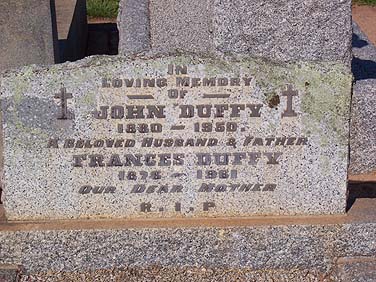 IN
LOVING MEMORY
OF
JOHN DUFFY
1880 – 1950.
A BELOVED HUSBAND & FATHER
FRANCES DUFFY
1878 – 1961
OUR DEAR MOTHER
R. I. P